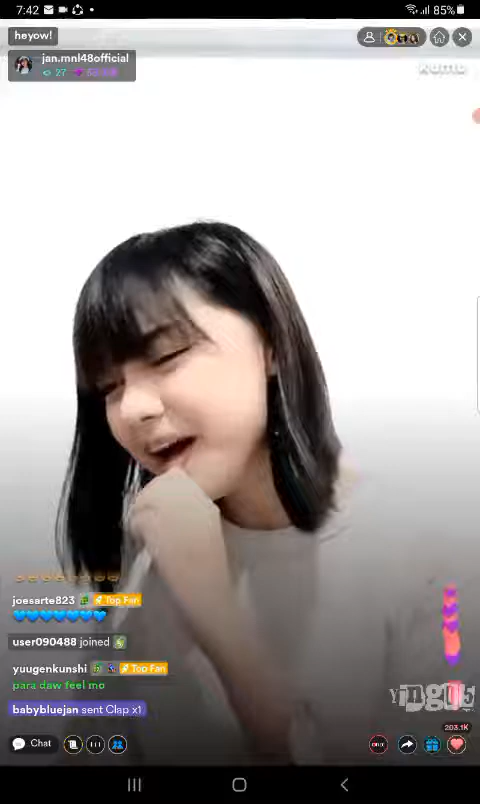 7:42
85%
heyow!
jan.mnl48official
27
kumu
joesarte823 Top Fan
user090488 joined
yuugenkunshi Top Fan
para daw feel mo
babybluejan sent Clap x1
203.1K
Chat